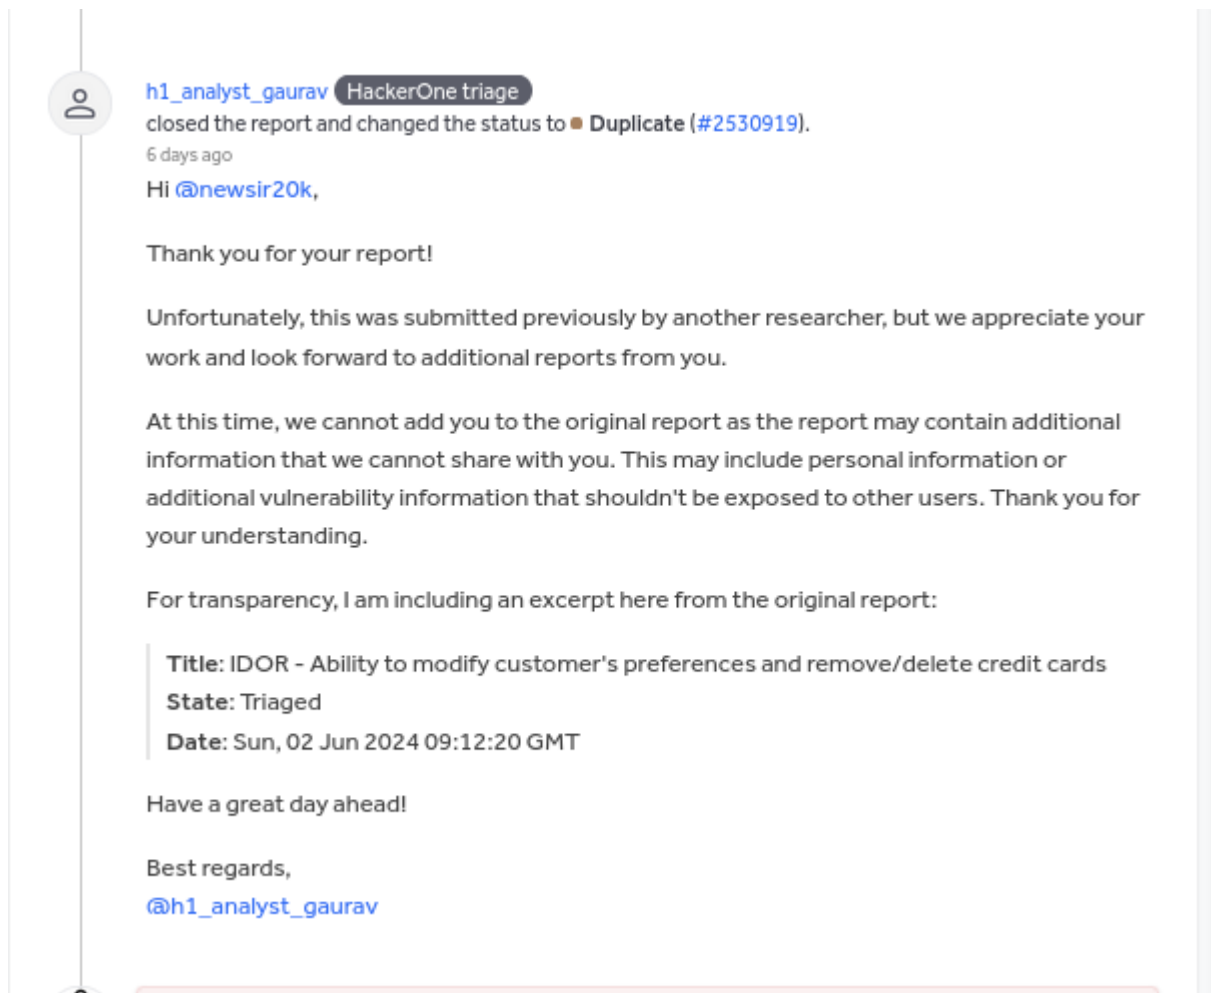 h1_analyst_gaurav HackerOne triage
closed the report and changed the status to Duplicate (#2530919).
6 days ago
Hi @newsir20k,
Thank you for your report!
Unfortunately, this was submitted previously by another researcher, but we appreciate your
work and look forward to additional reports from you.
At this time, we cannot add you to the original report as the report may contain additional
information that we cannot share with you. This may include personal information or
additional vulnerability information that shouldn't be exposed to other users. Thank you for
your understanding.
For transparency, I am including an excerpt here from the original report:
Title: IDOR - Ability to modify customer's preferences and remove/delete credit cards
State: Triaged
Date: Sun, 02 Jun 2024 09:12:20 GMT
Have a great day ahead!
Best regards,
@h1_analyst_gaurav